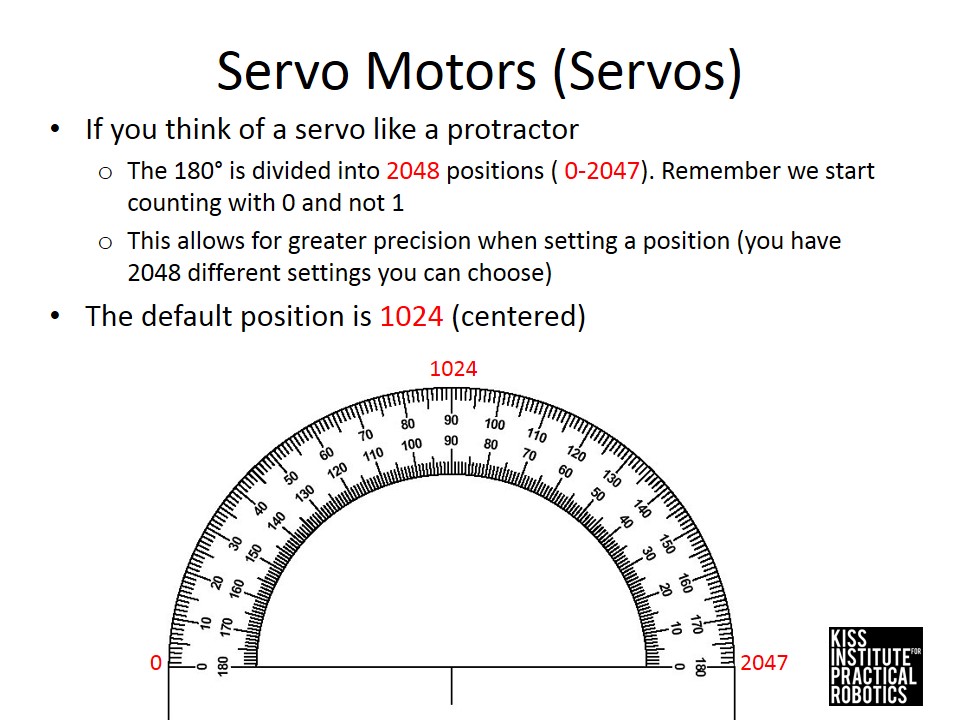 Servo Motors (Servos)
• If you think of a servo like a protractor
o The 180° is divided into 2048 positions ( 0-2047). Remember we start
counting with 0 and not 1
o This allows for greater precision when setting a position (you have
2048 different settings you can choose)
• The default position is 1024 (centered)
1024
0 10 20 30 40 50 60 70 80 90 100 110 120 130 140 150 160 170 180
180 170 160 150 140 130 120 110 100 90 80 70 60 50 40 30 20 10 0
0
2047
KISS
INSTITUTE FOR
PRACTICAL
ROBOTICS